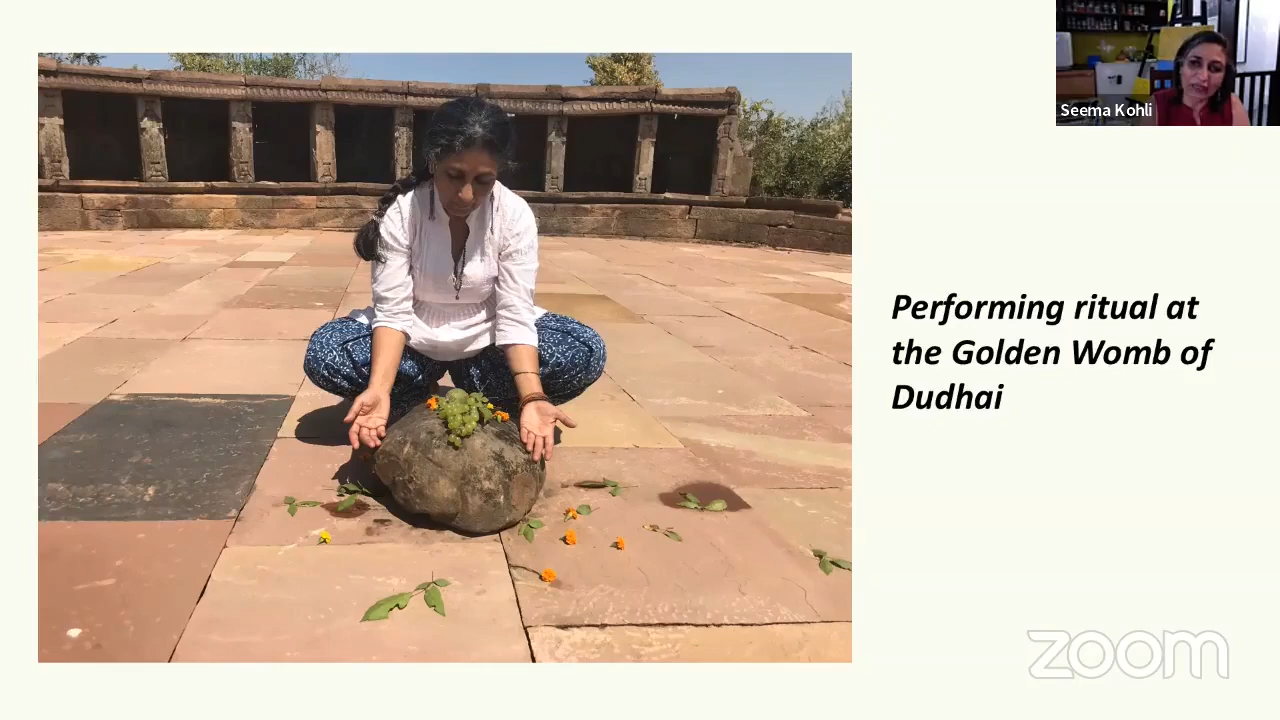 Seema Kohli
Performing ritual at
the Golden Womb of
Dudhai
zoom